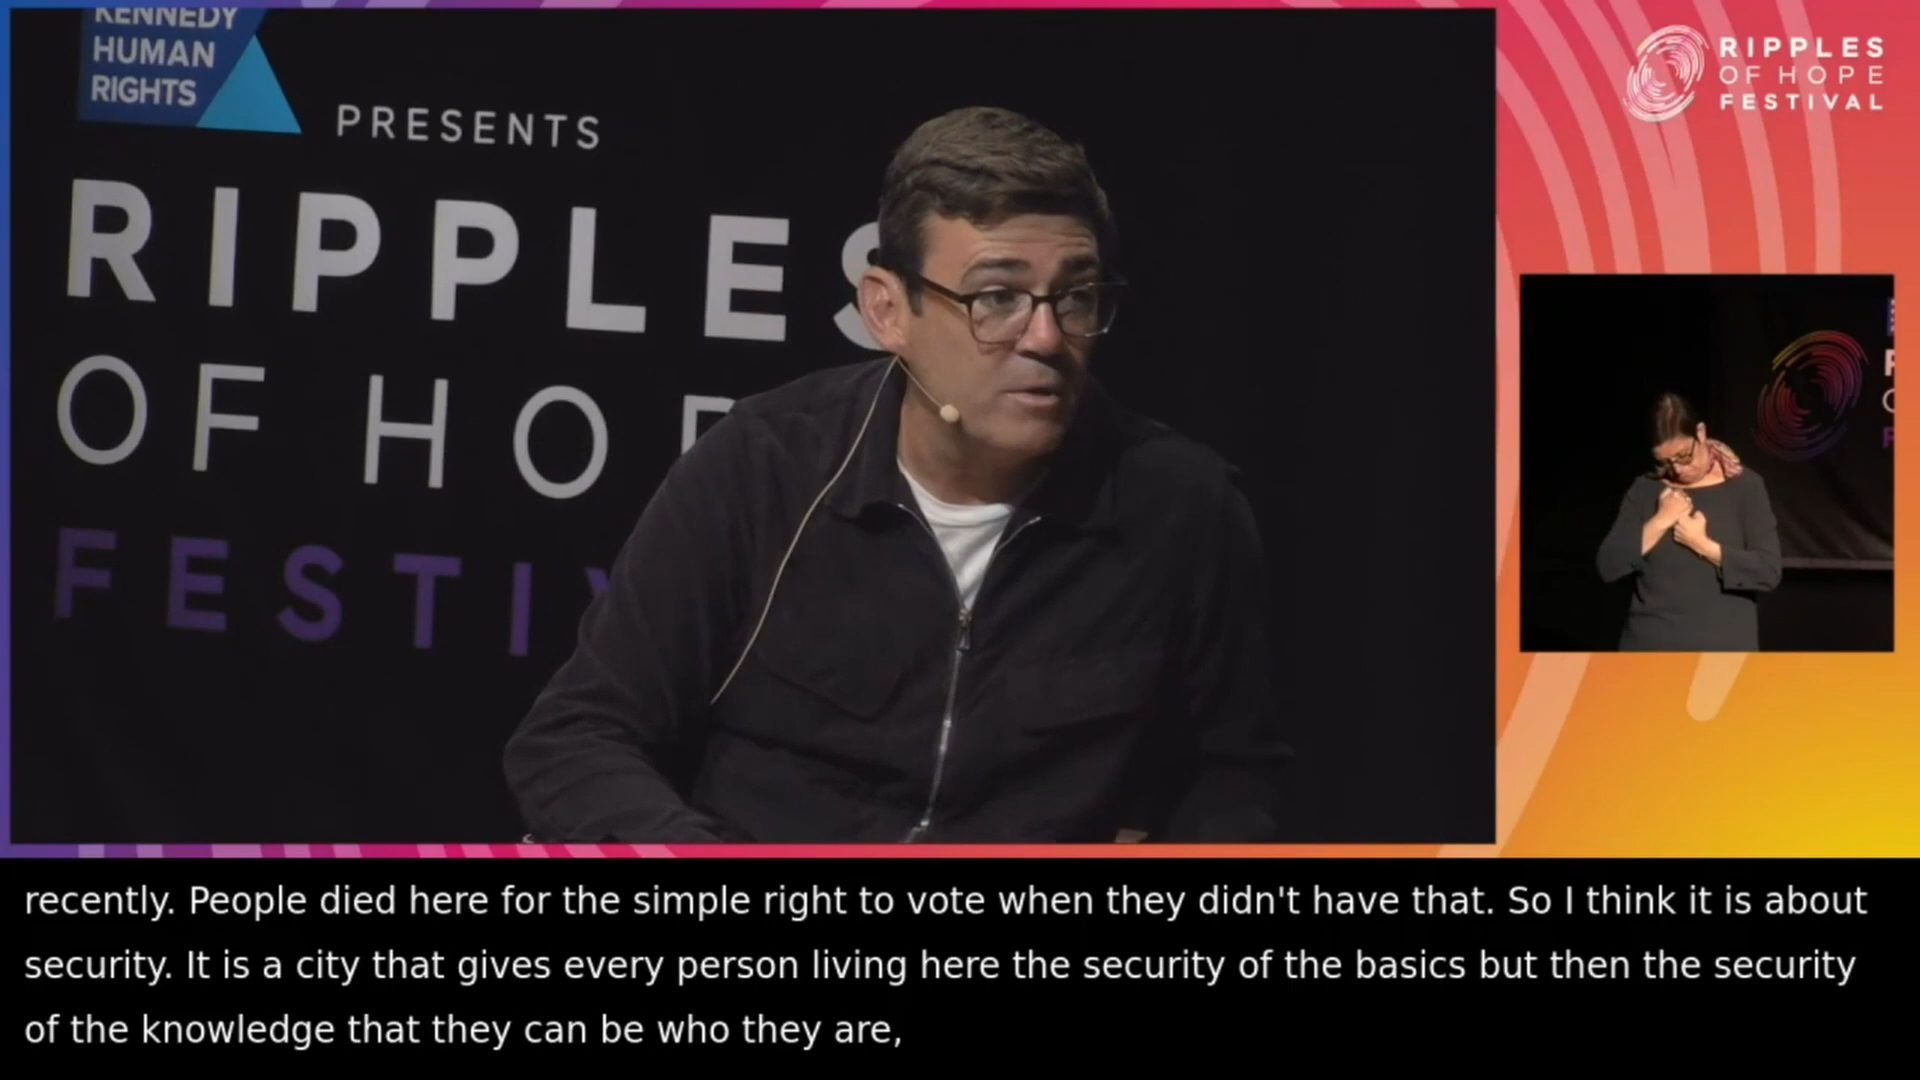 KENNEDY
HUMAN
RIGHTS
PRESENTS
RIPPLES
OF HOP
FESTIV
RIPPLES
OF HOPE
FESTIVAL
recently. People died here for the simple right to vote when they didn't have that. So I think it is about
security. It is a city that gives every person living here the security of the basics but then the security
of the knowledge that they can be who they are,